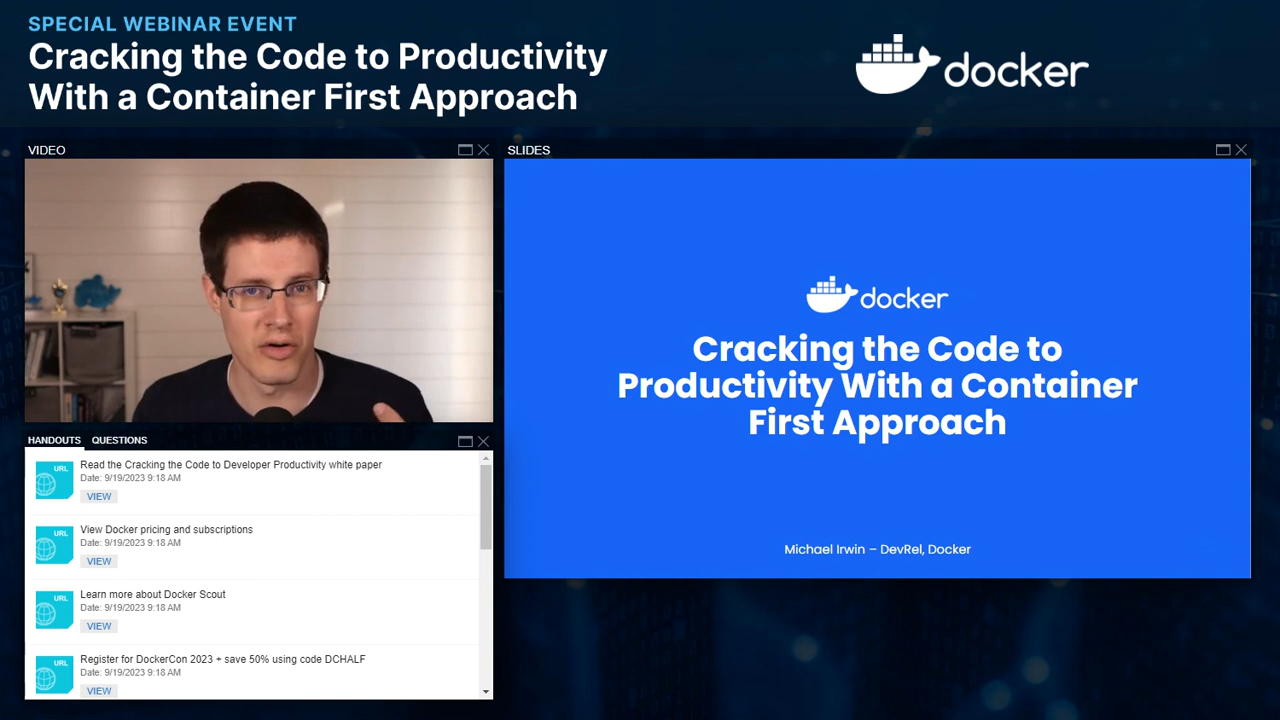 SPECIAL WEBINAR EVENT
Cracking the Code to Productivity
With a Container First Approach
docker
VIDEO
SLIDES
docker
Cracking the Code to
Productivity With a Container
First Approach
Michael Irwin – DevRel, Docker
HANDOUTS QUESTIONS
URL
Read the Cracking the Code to Developer Productivity white paper
Date: 9/19/2023 9:18 AM
VIEW
URL
View Docker pricing and subscriptions
Date: 9/19/2023 9:18 AM
VIEW
URL
Learn more about Docker Scout
Date: 9/19/2023 9:18 AM
VIEW
URL
Register for DockerCon 2023 + save 50% using code DCHALF
Date: 9/19/2023 9:18 AM
VIEW